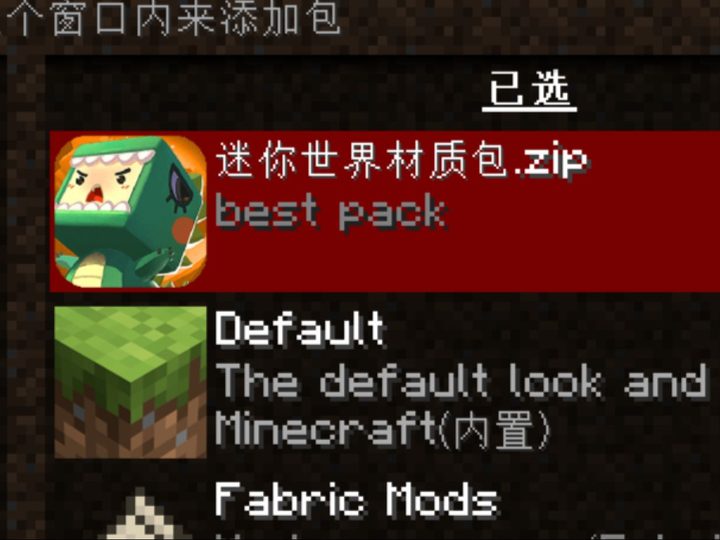 个窗口内来添加包
已选
迷你世界材质包.zip
best pack
Default
The default look and
Minecraft(内置)
Fabric Mods